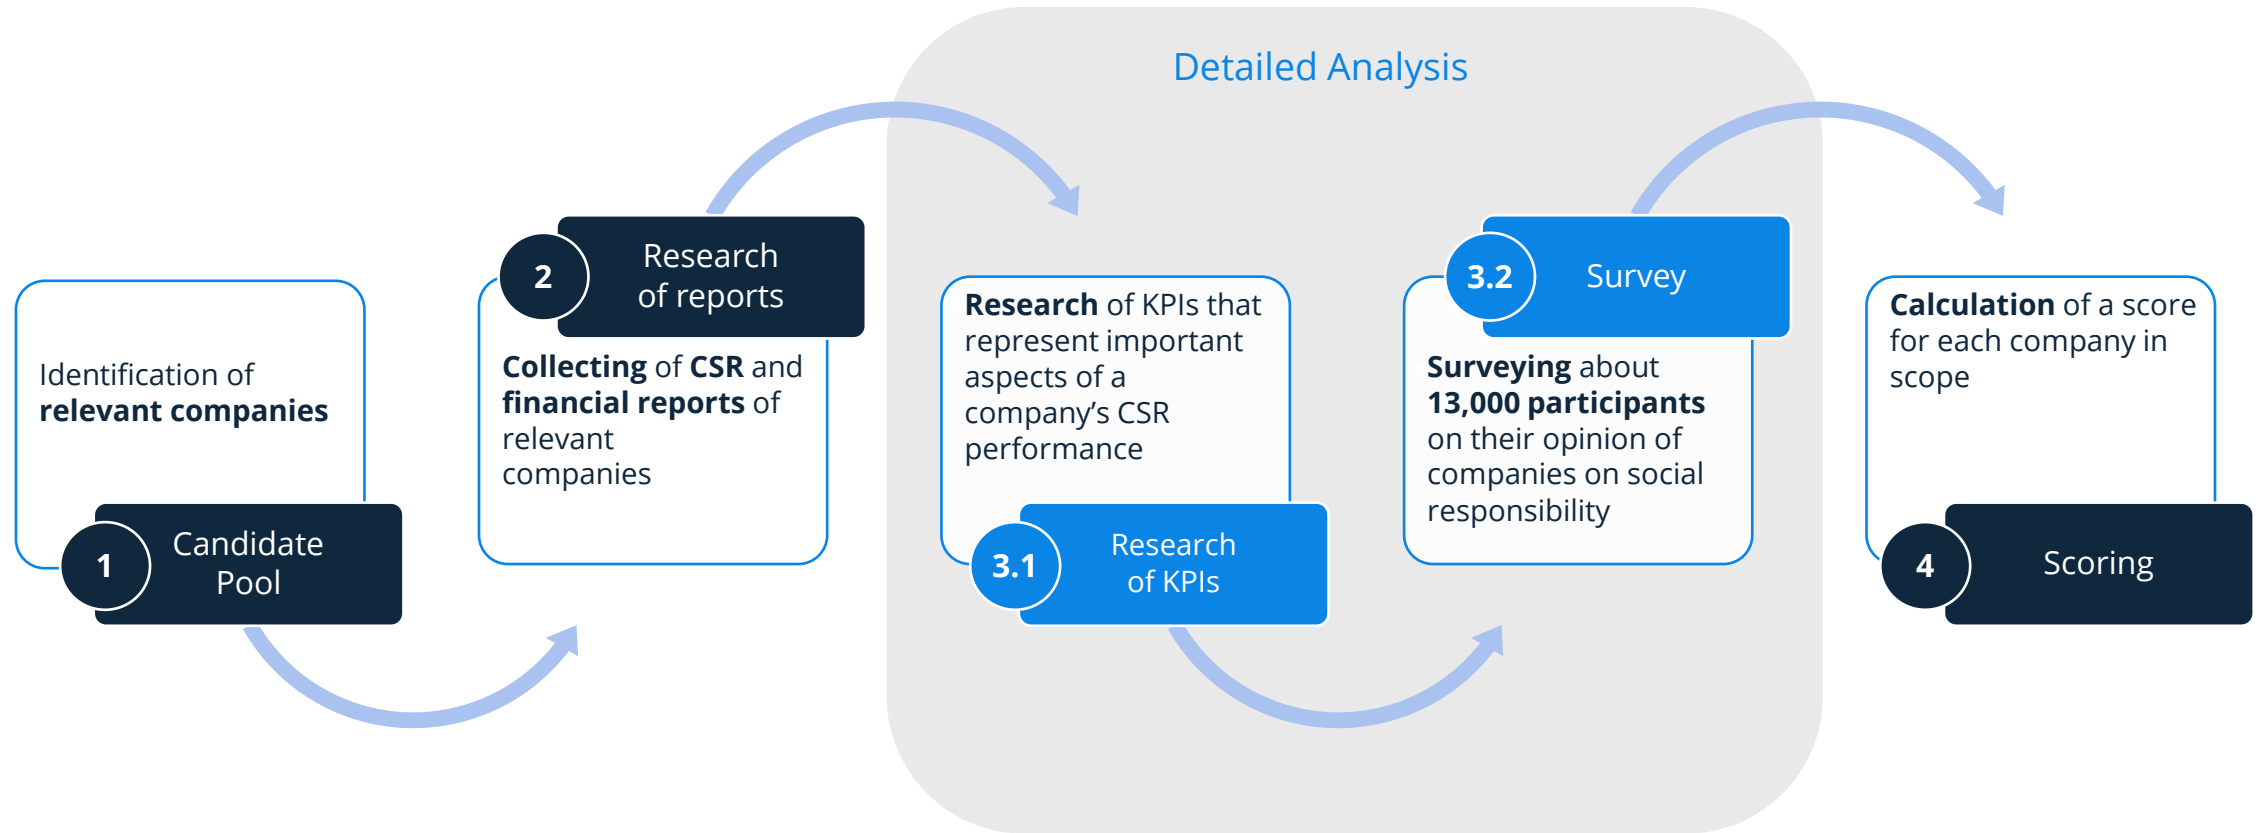 Detailed Analysis
Identification of
relevant companies
1
Candidate
Pool
2
Research
of reports
Collecting of CSR and
financial reports of
relevant
companies
Research of KPIs that
represent important
aspects of a
company’s CSR
performance
3.1
Research
of KPIs
3.2
Survey
Surveying about
13,000 participants
on their opinion of
companies on social
responsibility
Calculation of a score
for each company in
scope
4
Scoring